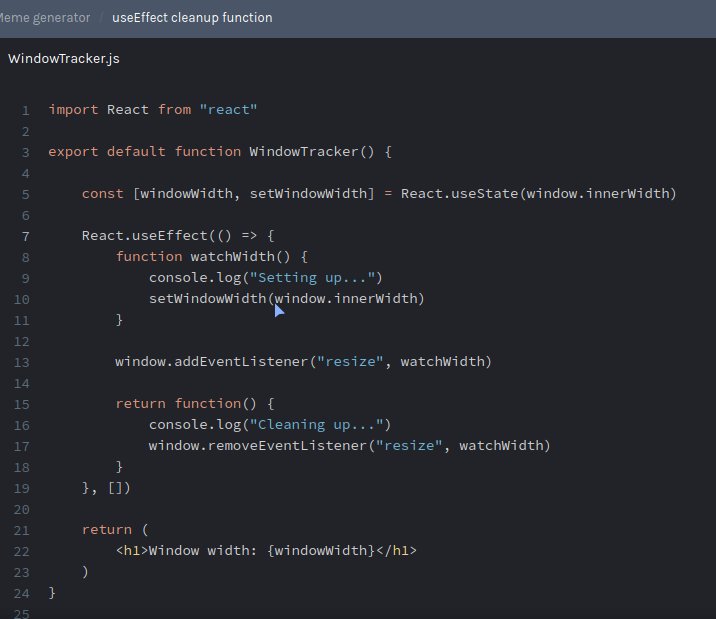 Meme generator / useEffect cleanup function
WindowTracker.js
1 import React from "react"
2
3 export default function WindowTracker() {
4
5     const [windowWidth, setWindowWidth] = React.useState(window.innerWidth)
6
7     React.useEffect(() => {
8         function watchWidth() {
9             console.log("Setting up...")
10             setWindowWidth(window.innerWidth)
11         }
12
13         window.addEventListener("resize", watchWidth)
14
15         return function() {
16             console.log("Cleaning up...")
17             window.removeEventListener("resize", watchWidth)
18         }
19     }, [])
20
21     return (
22         <h1>Window width: {windowWidth}</h1>
23     )
24 }
25